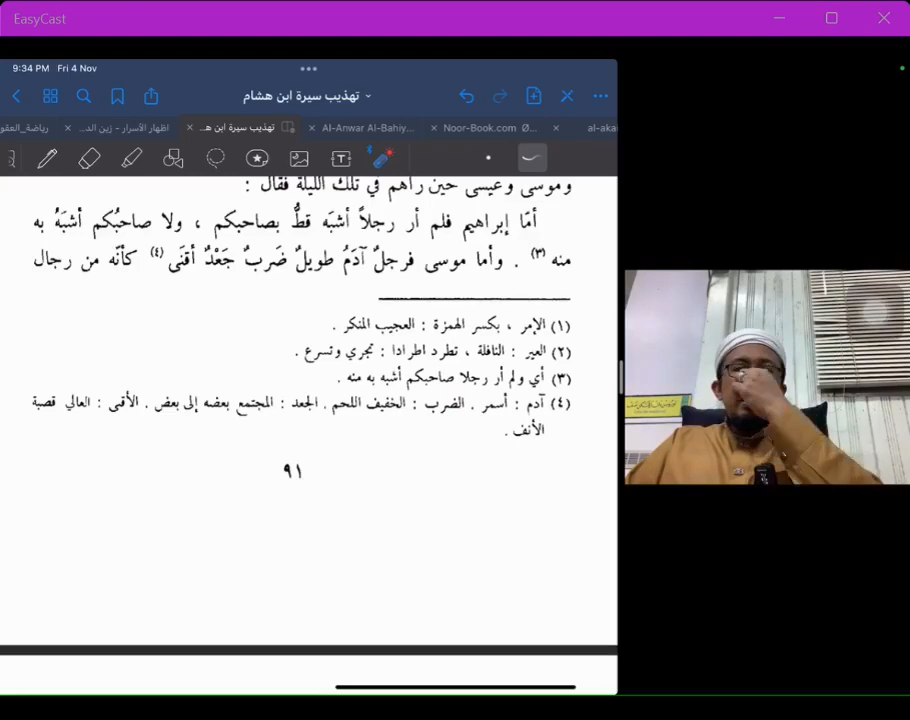 EasyCast
9:34 PM Fri 4 Nov
تهذيب سيرة ابن هشام
رياضة_العقو
اظهار الأسرار - زين الد...
تهذيب سيرة ابن هـ...
Al-Anwar Al-Bahiy...
Noor-Book.com Ø...
al-akai
وموسى وعيسى حين رآهم في تلك الليلة فقال :
أمّا إبراهيم فلم أر رجلاً أشبَه قطُّ بصاحبكم ، ولا صاحبُكم أشبَهُ به
منه (٣) . وأما موسى فرجلٌ آدَمُ طويلٌ ضَربٌ جَعْدٌ أقنَى (٤) كأنّه من رجال
(١) الإمر ، بكسر الهمزة : العجيب المنكر .
(٢) العير : القافلة ، تطرد اطرادا : تجري وتسرع .
(٣) أي ولم أر رجلا صاحبكم أشبه به منه .
(٤) آدم : أسمر . الضرب : الخفيف اللحم . الجعد : المجتمع بعضه إلى بعض . الأقنى : العالي قصبة
الأنف .
٩١